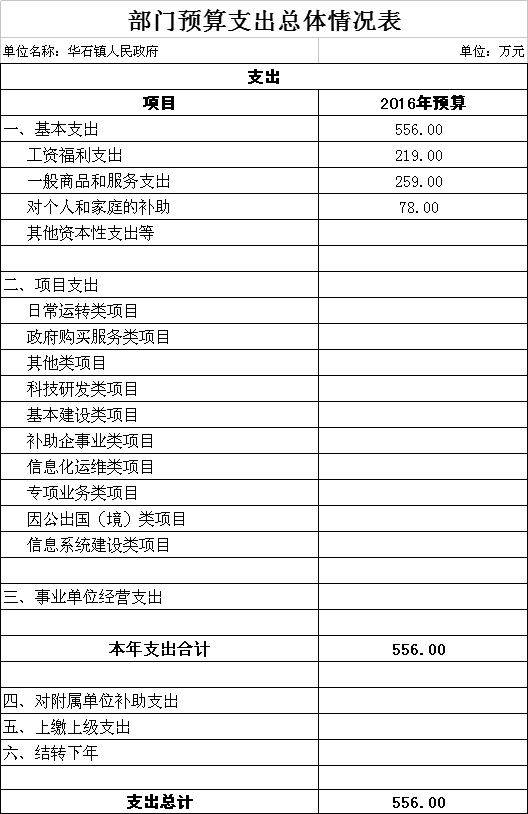 部门预算支出总体情况表
单位名称：华石镇人民政府 单位：万元
支出
项目 2016年预算
一、基本支出 556.00
工资福利支出 219.00
一般商品和服务支出 259.00
对个人和家庭的补助 78.00
其他资本性支出等
二、项目支出
日常运转类项目
政府购买服务类项目
其他类项目
科技研发类项目
基本建设类项目
补助企事业类项目
信息化运维类项目
专项业务类项目
因公出国（境）类项目
信息系统建设类项目
三、事业单位经营支出
本年支出合计 556.00
四、对附属单位补助支出
五、上缴上级支出
六、结转下年
支出总计 556.00